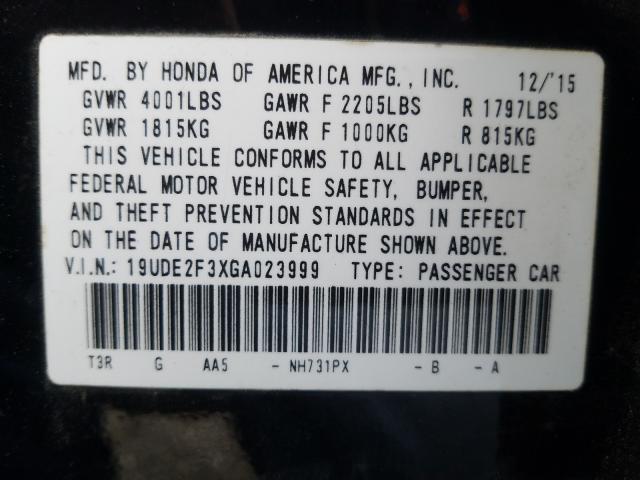 MFD. BY HONDA OF AMERICA MFG., INC. 12/'15
GVWR 4001LBS GAWR F 2205LBS R 1797LBS
GVWR 1815KG GAWR F 1000KG R 815KG
THIS VEHICLE CONFORMS TO ALL APPLICABLE
FEDERAL MOTOR VEHICLE SAFETY, BUMPER,
AND THEFT PREVENTION STANDARDS IN EFFECT
ON THE DATE OF MANUFACTURE SHOWN ABOVE.
V.I.N.: 19UDE2F3XGA023999 TYPE: PASSENGER CAR
T3R G AA5 - NH731PX - B - A